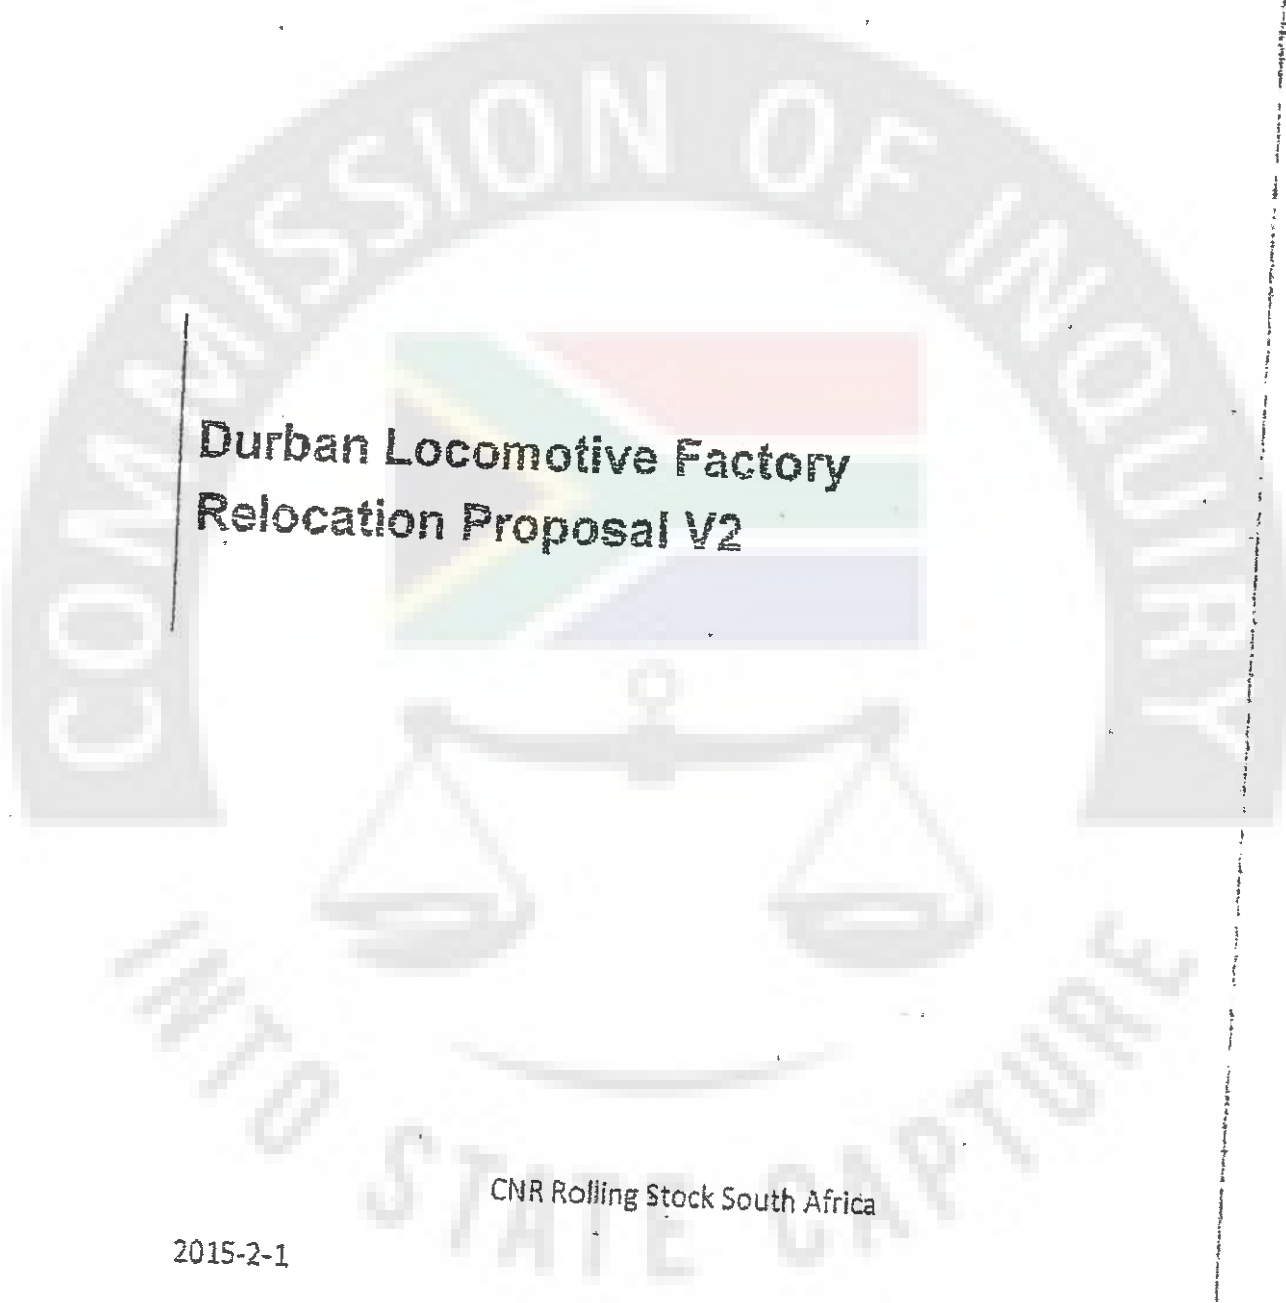 COMMISSION OF INQUIRY
Durban Locomotive Factory
Relocation Proposal V2
INTO STATE CAPTURE
CNR Rolling Stock South Africa
2015-2-1